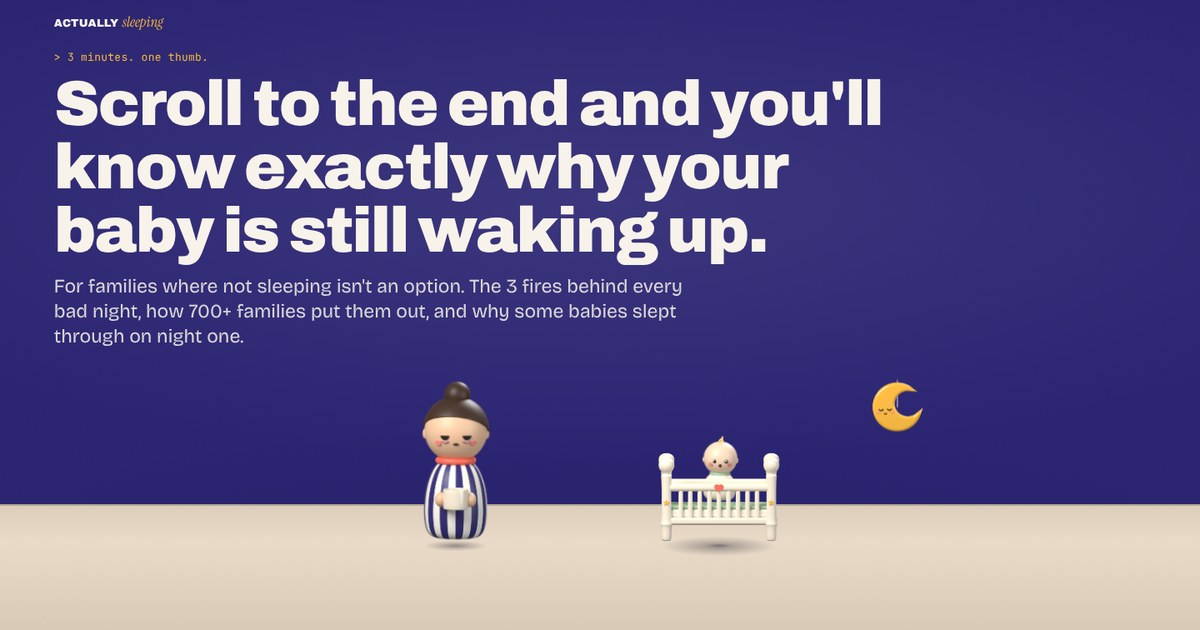 ACTUALLY sleeping
> 3 minutes. one thumb.
Scroll to the end and you'll
know exactly why your
baby is still waking up.
For families where not sleeping isn't an option. The 3 fires behind every
bad night, how 700+ families put them out, and why some babies slept
through on night one.